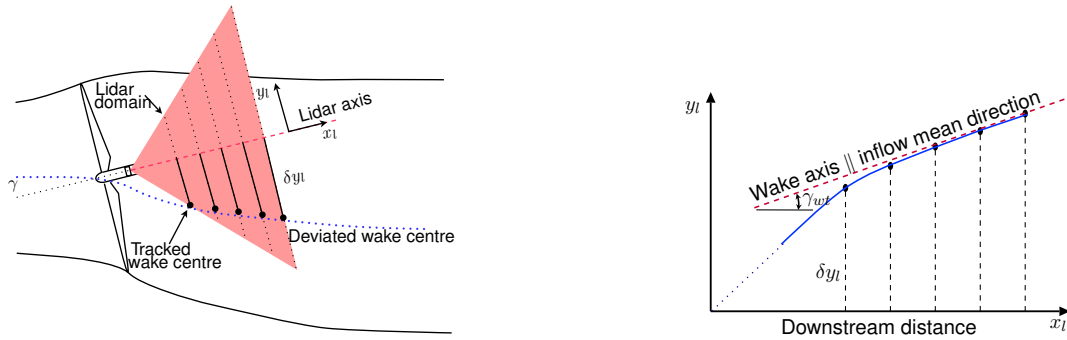 Lidar
domain
y_l
Lidar axis
x_l
γ
δy_l
Deviated wake centre
Tracked
wake centre
y_l
Wake axis || inflow mean direction
γ_wt
δy_l
x_l
Downstream distance